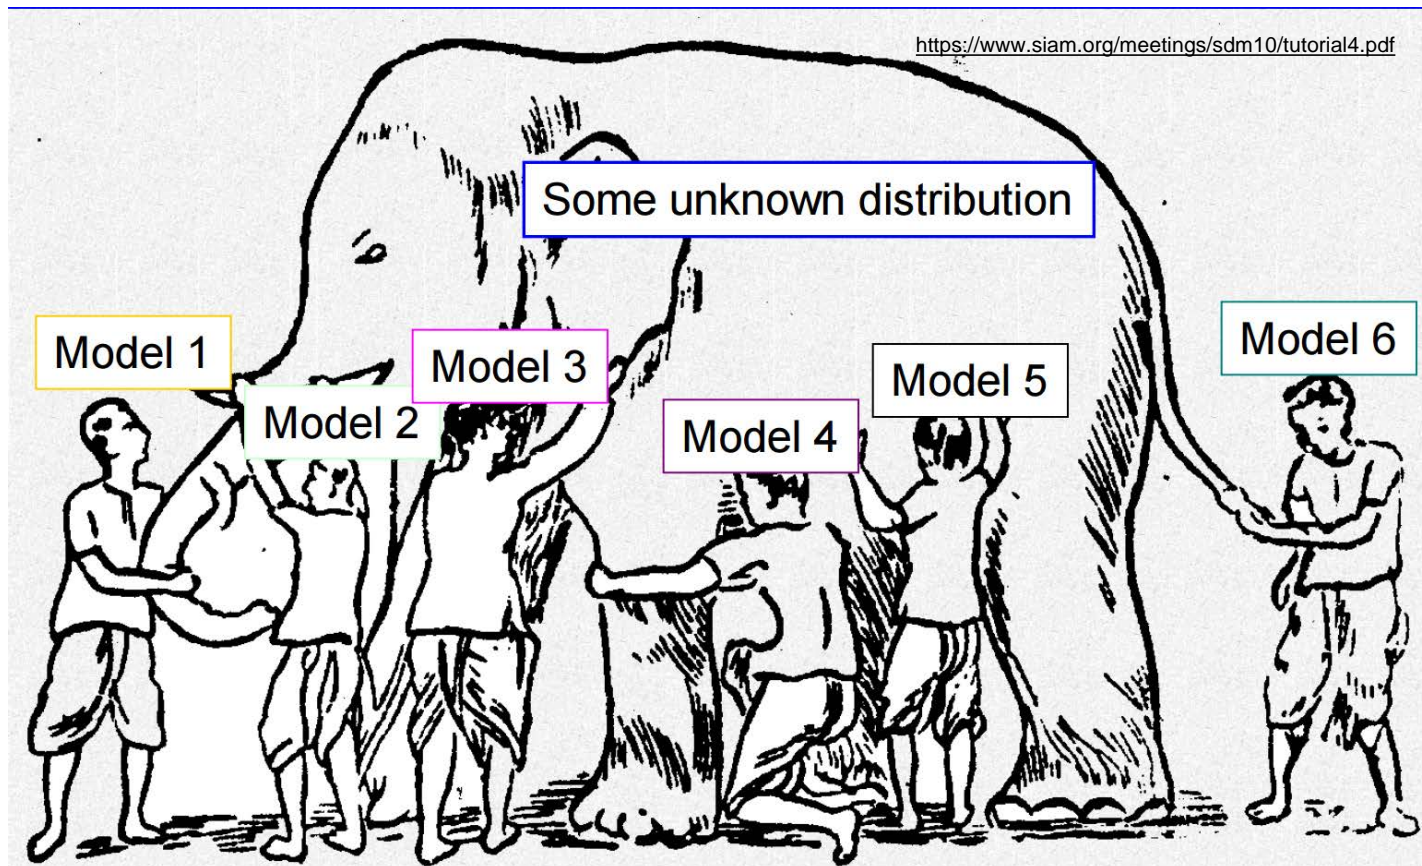 https://www.siam.org/meetings/sdm10/tutorial4.pdf
Some unknown distribution
Model 1
Model 2
Model 3
Model 4
Model 5
Model 6